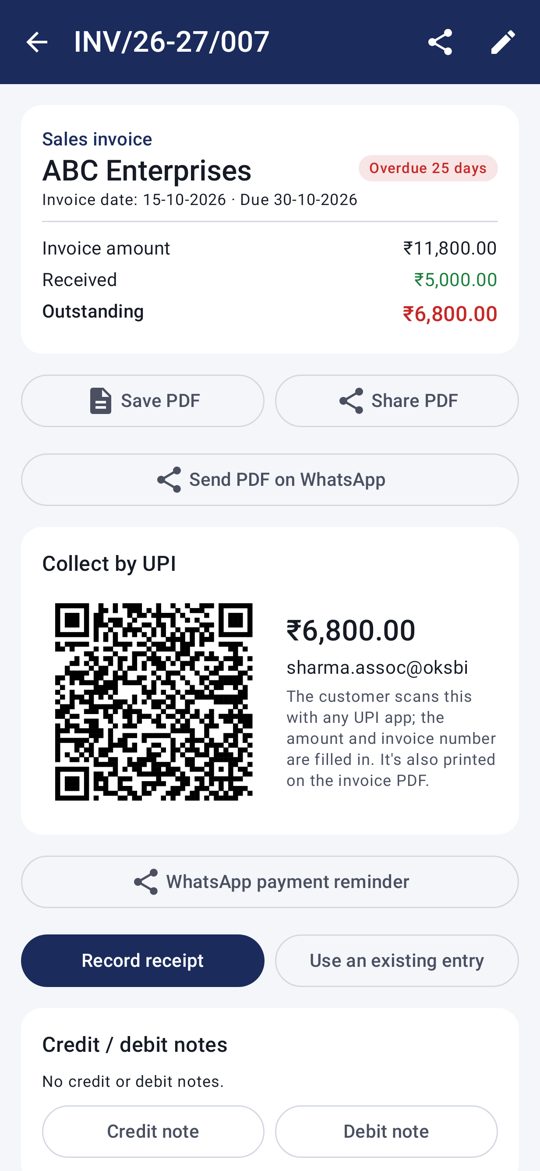 INV/26-27/007
Sales invoice
ABC Enterprises
Overdue 25 days
Invoice date: 15-10-2026 · Due 30-10-2026
Invoice amount ₹11,800.00
Received ₹5,000.00
Outstanding ₹6,800.00
Save PDF
Share PDF
Send PDF on WhatsApp
Collect by UPI
₹6,800.00
sharma.assoc@oksbi
The customer scans this
with any UPI app; the
amount and invoice number
are filled in. It's also printed
on the invoice PDF.
WhatsApp payment reminder
Record receipt
Use an existing entry
Credit / debit notes
No credit or debit notes.
Credit note
Debit note